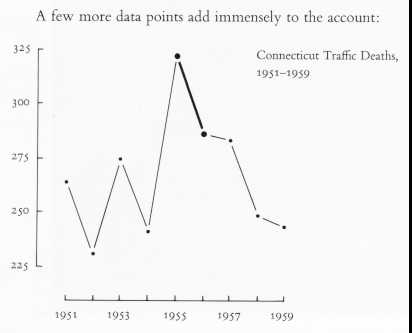 A few more data points add immensely to the account:
325
Connecticut Traffic Deaths,
1951–1959
300
275
250
225
1951 1953 1955 1957 1959